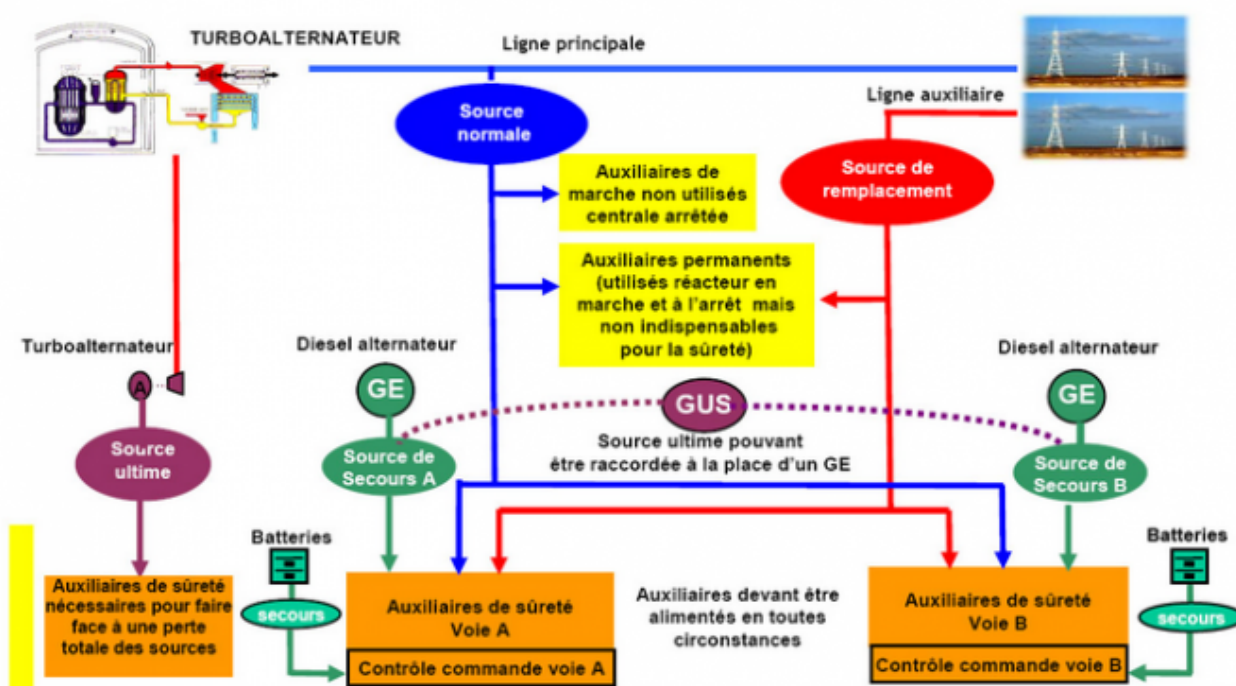 TURBOALTERNATEUR
Ligne principale
Ligne auxiliaire
Source
normale
Source de
remplacement
Auxiliaires de
marche non utilisés
centrale arrêtée
Auxiliaires permanents
(utilisés réacteur en
marche et à l'arrêt mais
non indispensables
pour la sûreté)
Turboalternateur
Diesel alternateur
Diesel alternateur
A
GE
GUS
GE
Source
ultime
Source de
Secours A
Source ultime pouvant
être raccordée à la place d'un GE
Source de
Secours B
Batteries
Batteries
Auxiliaires de sûreté
nécessaires pour faire
face à une perte
totale des sources
secours
Auxiliaires de sûreté
Voie A
Auxiliaires devant être
alimentés en toutes
circonstances
Auxiliaires de sûreté
Voie B
secours
Contrôle commande voie A
Contrôle commande voie B